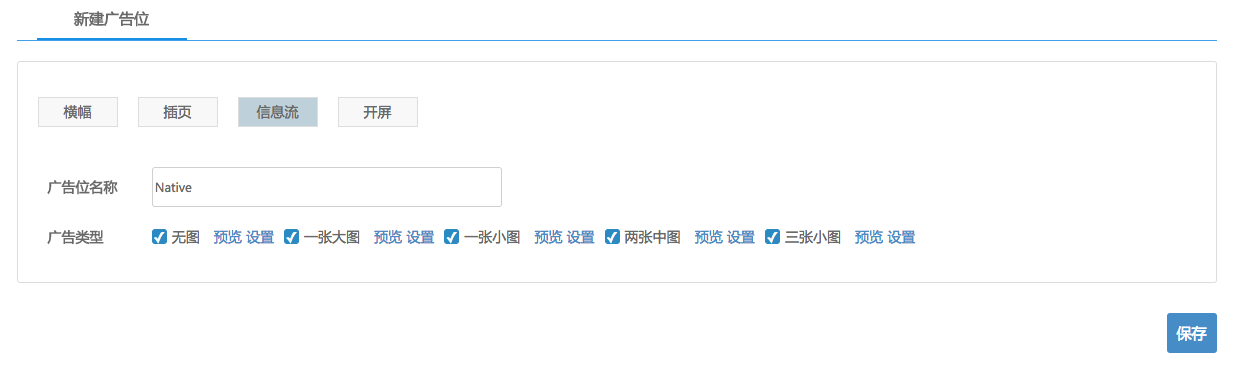 新建广告位
横幅 插页 信息流 开屏
广告位名称 Native
广告类型 无图 预览 设置 一张大图 预览 设置 一张小图 预览 设置 两张中图 预览 设置 三张小图 预览 设置
保存